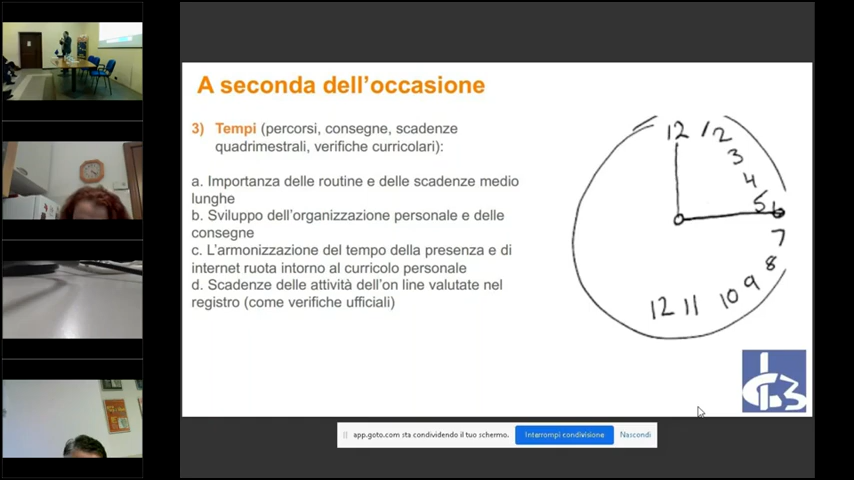 A seconda dell'occasione
3) Tempi (percorsi, consegne, scadenze
quadrimestrali, verifiche curricolari):
a. Importanza delle routine e delle scadenze medio
lunghe
b. Sviluppo dell'organizzazione personale e delle
consegne
c. L'armonizzazione del tempo della presenza e di
internet ruota intorno al curricolo personale
d. Scadenze delle attività dell'on line valutate nel
registro (come verifiche ufficiali)
12 1 2
3
4
5 6
7
8
9
12 11 10
app.goto.com sta condividendo il tuo schermo. Interrompi condivisione Nascondi